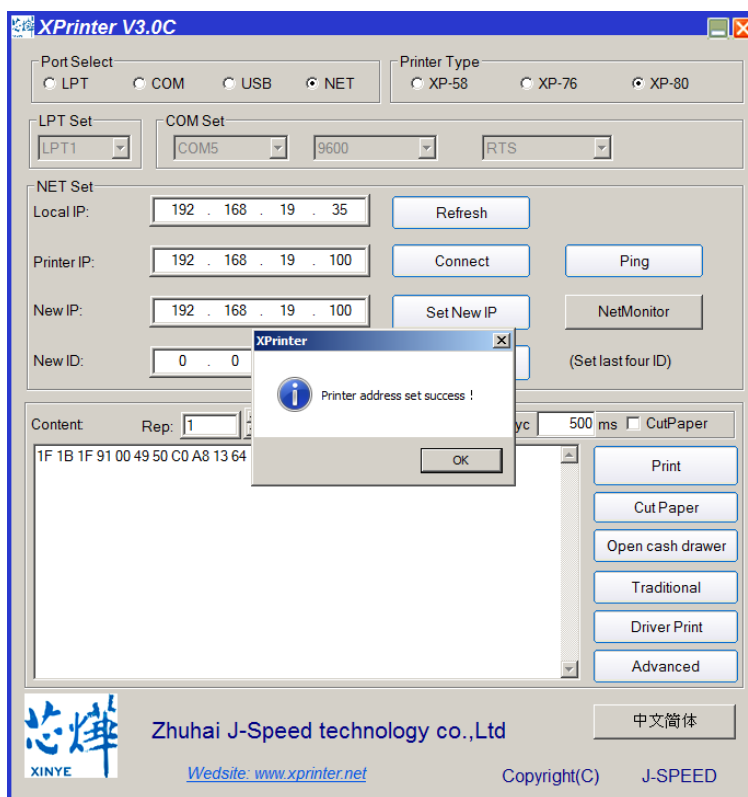 XPrinter V3.0C
Port Select
LPT COM USB NET
Printer Type
XP-58 XP-76 XP-80
LPT Set
LPT1
COM Set
COM5 9600 RTS
NET Set
Local IP: 192 . 168 . 19 . 35 Refresh
Printer IP: 192 . 168 . 19 . 100 Connect Ping
New IP: 192 . 168 . 19 . 100 Set New IP NetMonitor
New ID: 0 . 0 (Set last four ID)
XPrinter
Printer address set success !
OK
Content: Rep: 1 yc 500 ms CutPaper
1F 1B 1F 91 00 49 50 C0 A8 13 64
Print
Cut Paper
Open cash drawer
Traditional
Driver Print
Advanced
芯烨
XINYE
Zhuhai J-Speed technology co.,Ltd
中文简体
Wedsite: www.xprinter.net
Copyright(C) J-SPEED